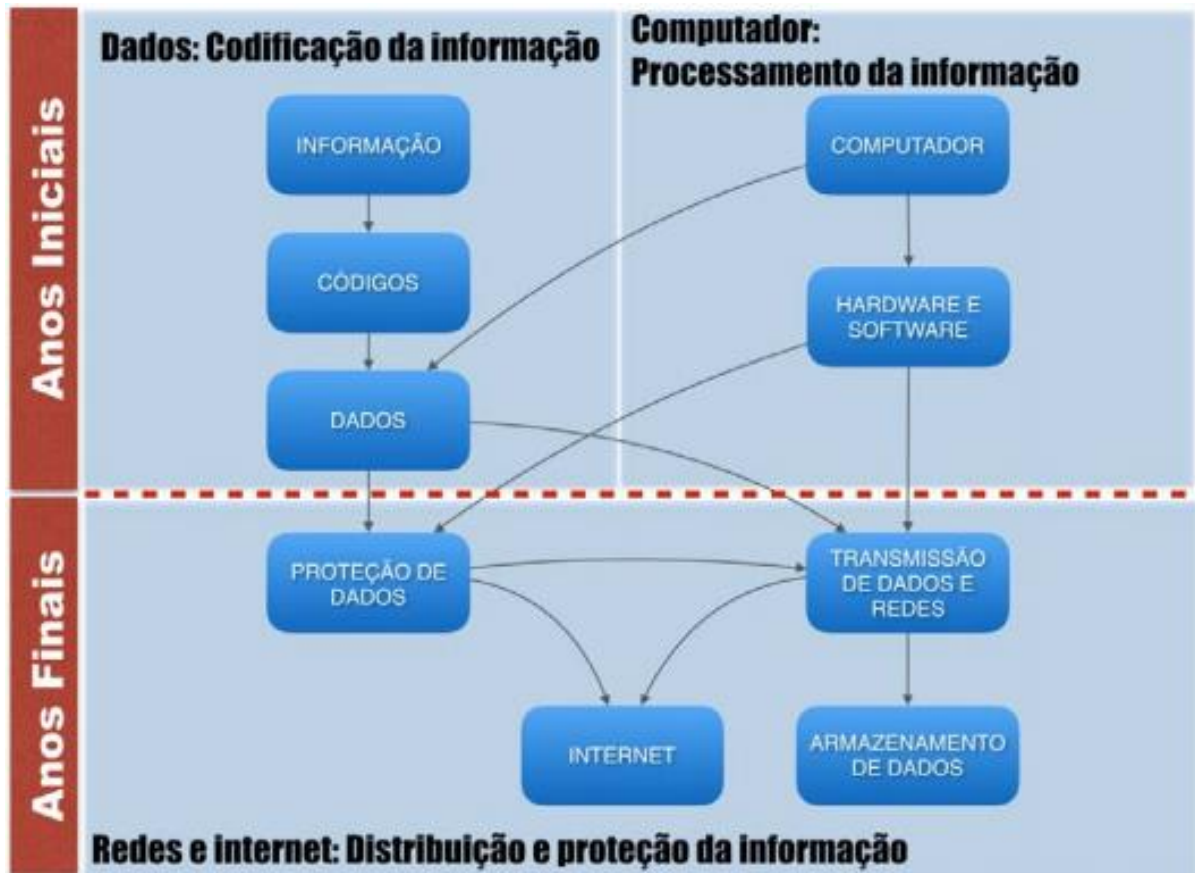 Anos Iniciais
Dados: Codificação da informação
INFORMAÇÃO
CÓDIGOS
DADOS
Computador:
Processamento da informação
COMPUTADOR
HARDWARE E
SOFTWARE
Anos Finais
PROTEÇÃO DE
DADOS
TRANSMISSÃO
DE DADOS E
REDES
INTERNET
ARMAZENAMENTO
DE DADOS
Redes e internet: Distribuição e proteção da informação